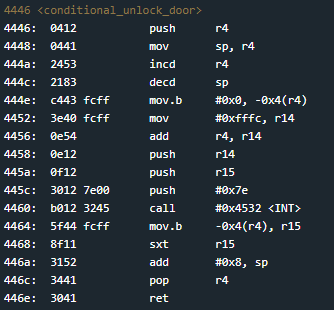 4446 <conditional_unlock_door>
4446: 0412 push r4
4448: 0441 mov sp, r4
444a: 2453 incd r4
444c: 2183 decd sp
444e: c443 fcff mov.b #0x0, -0x4(r4)
4452: 3e40 fcff mov #0xfffc, r14
4456: 0e54 add r4, r14
4458: 0e12 push r14
445a: 0f12 push r15
445c: 3012 7e00 push #0x7e
4460: b012 3245 call #0x4532 <INT>
4464: 5f44 fcff mov.b -0x4(r4), r15
4468: 8f11 sxt r15
446a: 3152 add #0x8, sp
446c: 3441 pop r4
446e: 3041 ret